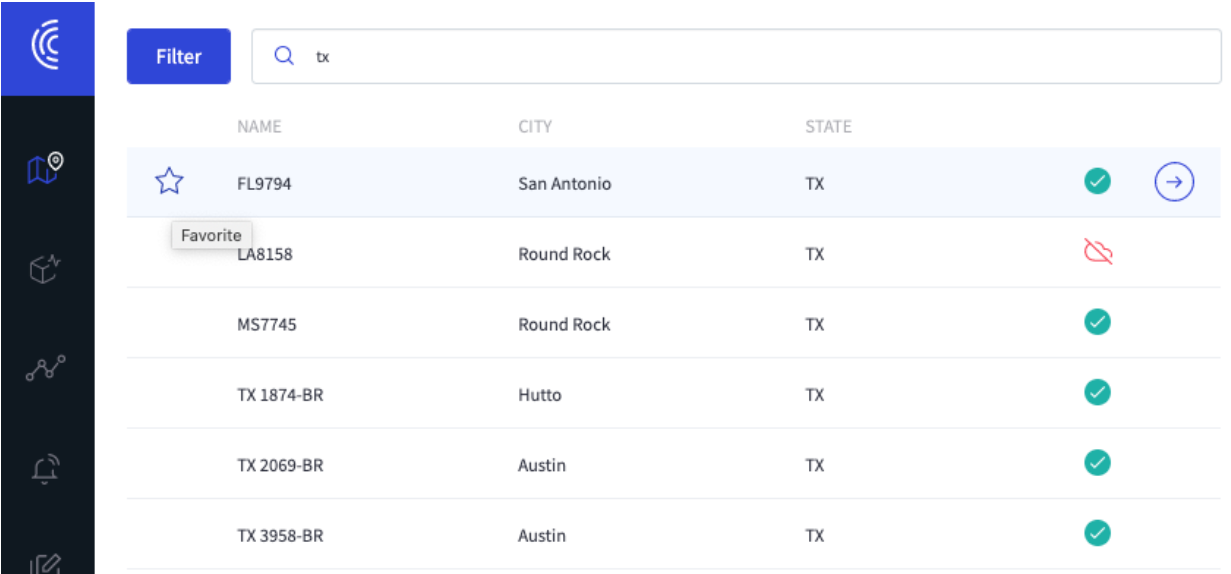 Filter
tx
NAME CITY STATE
FL9794 San Antonio TX
Favorite
LA8158 Round Rock TX
MS7745 Round Rock TX
TX 1874-BR Hutto TX
TX 2069-BR Austin TX
TX 3958-BR Austin TX